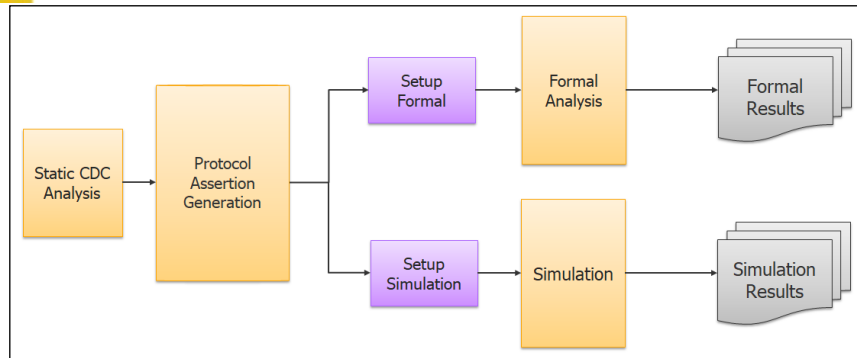 Static CDC
Analysis
Protocol
Assertion
Generation
Setup
Formal
Formal
Analysis
Formal
Results
Setup
Simulation
Simulation
Simulation
Results